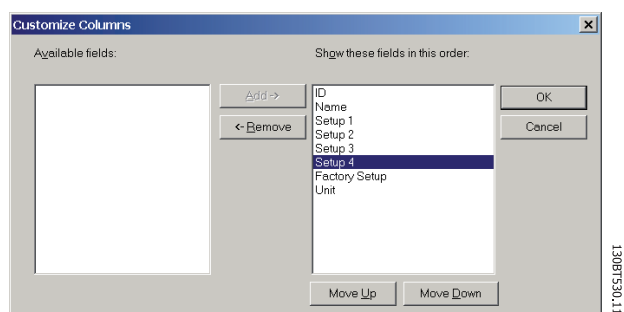 Customize Columns
Available fields:
Show these fields in this order:
Add ->
<- Remove
ID
Name
Setup 1
Setup 2
Setup 3
Setup 4
Factory Setup
Unit
OK
Cancel
Move Up
Move Down
130BT530.11